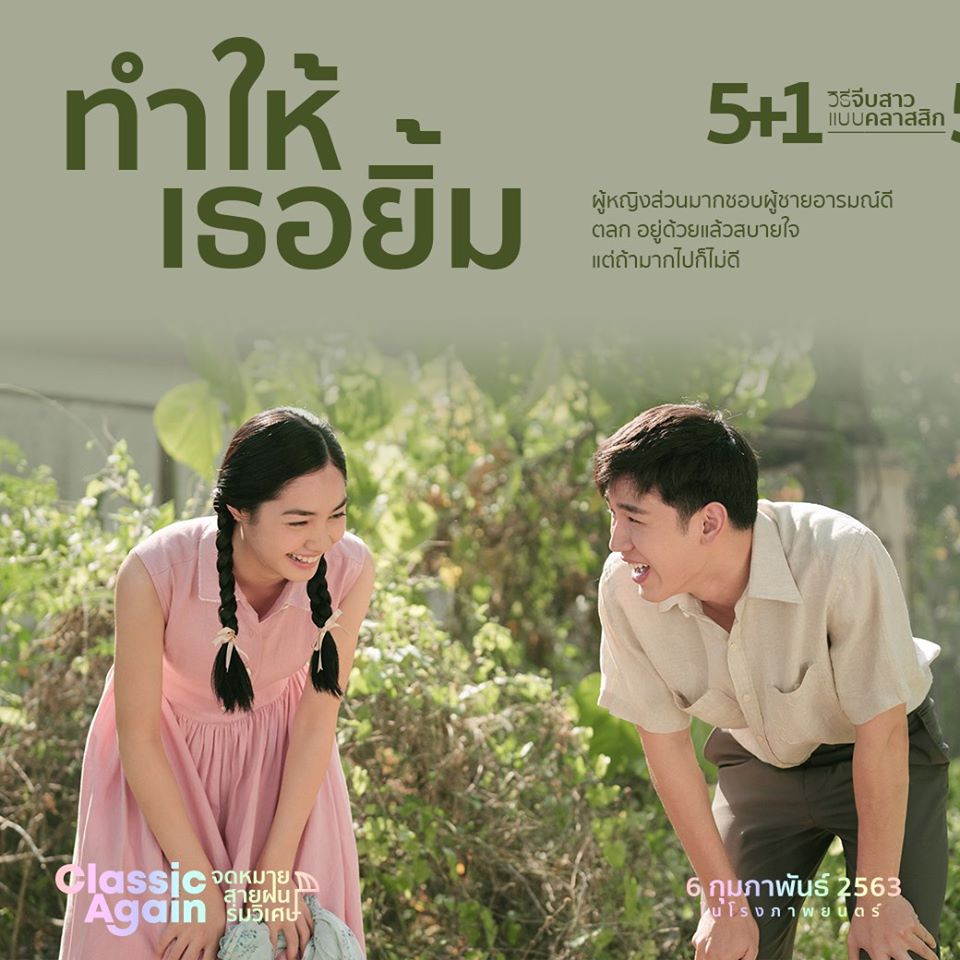 ทำให้
เธอยิ้ม
5+1
วิธีจีบสาว
แบบคลาสสิก
5
ผู้หญิงส่วนมากชอบผู้ชายอารมณ์ดี
ตลก อยู่ด้วยแล้วสบายใจ
แต่ถ้ามากไปก็ไม่ดี
Classic
Again
จดหมาย
สายฝน
ร่มวิเศษ
6 กุมภาพันธ์ 2563
ในโรงภาพยนตร์